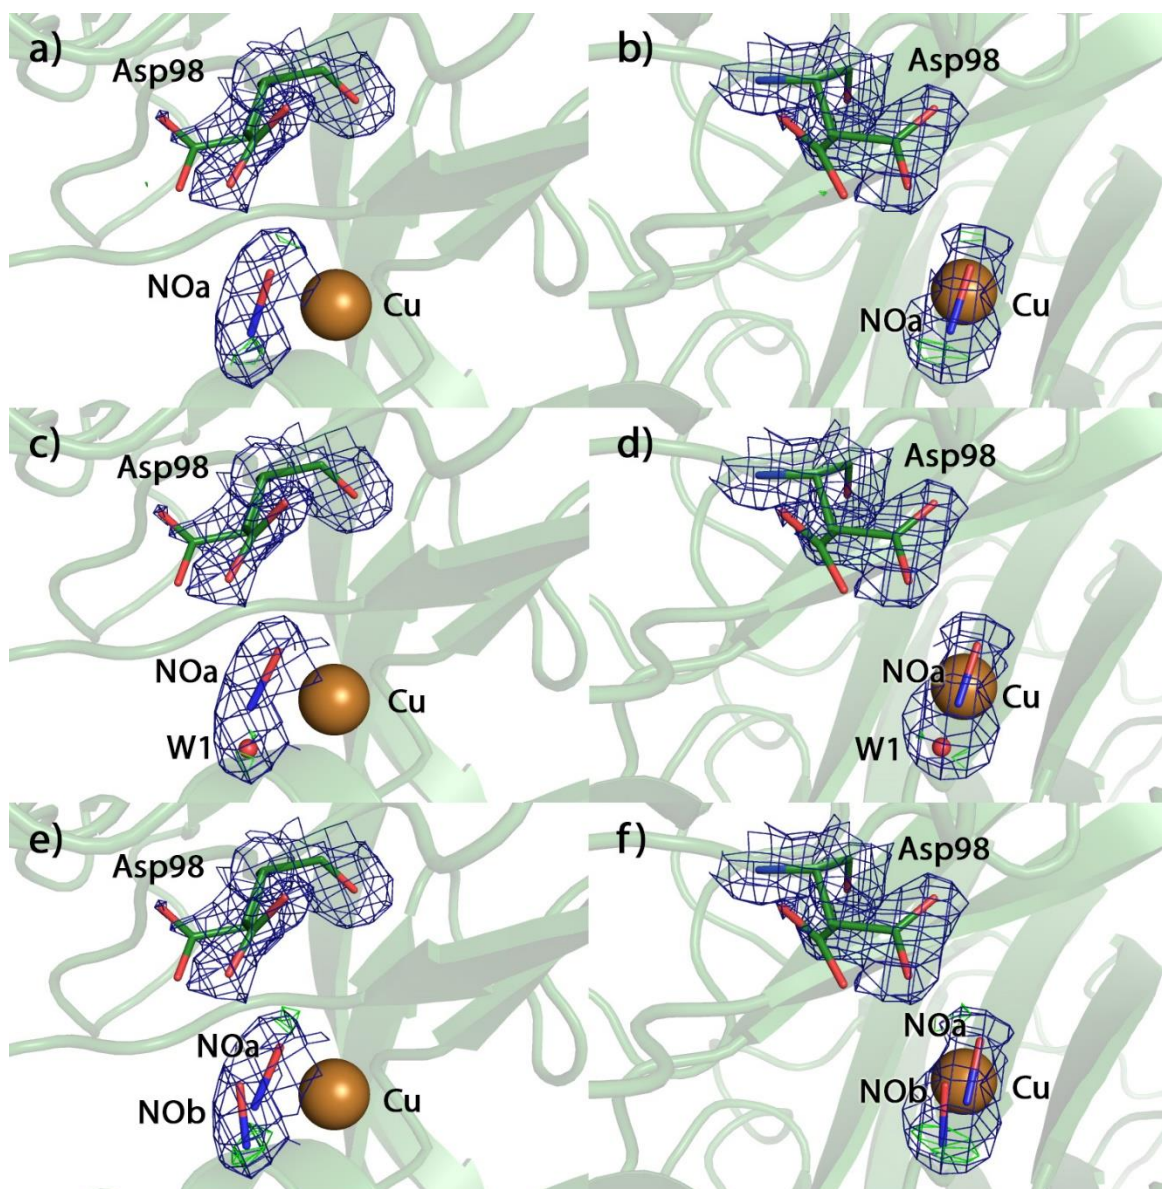 a)
Asp98
NOa
Cu
b)
Asp98
NOa
Cu
c)
Asp98
NOa
W1
Cu
d)
Asp98
NOa
Cu
W1
e)
Asp98
NOa
NOb
Cu
f)
Asp98
NOa
NOb
Cu